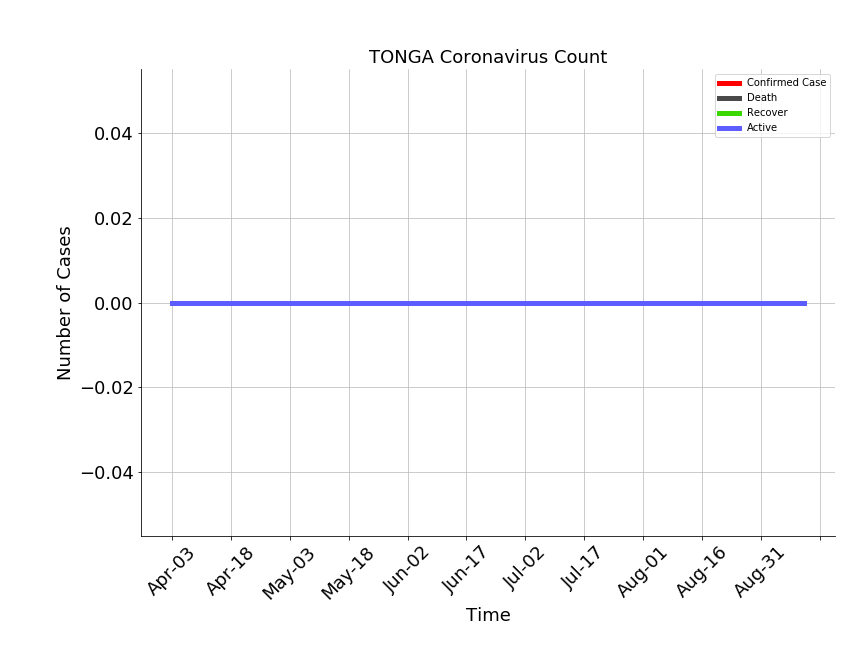 TONGA Coronavirus Count
Confirmed Case
Death
Recover
Active
0.04
0.02
0.00
−0.02
−0.04
Number of Cases
Apr-03
Apr-18
May-03
May-18
Jun-02
Jun-17
Jul-02
Jul-17
Aug-01
Aug-16
Aug-31
Time